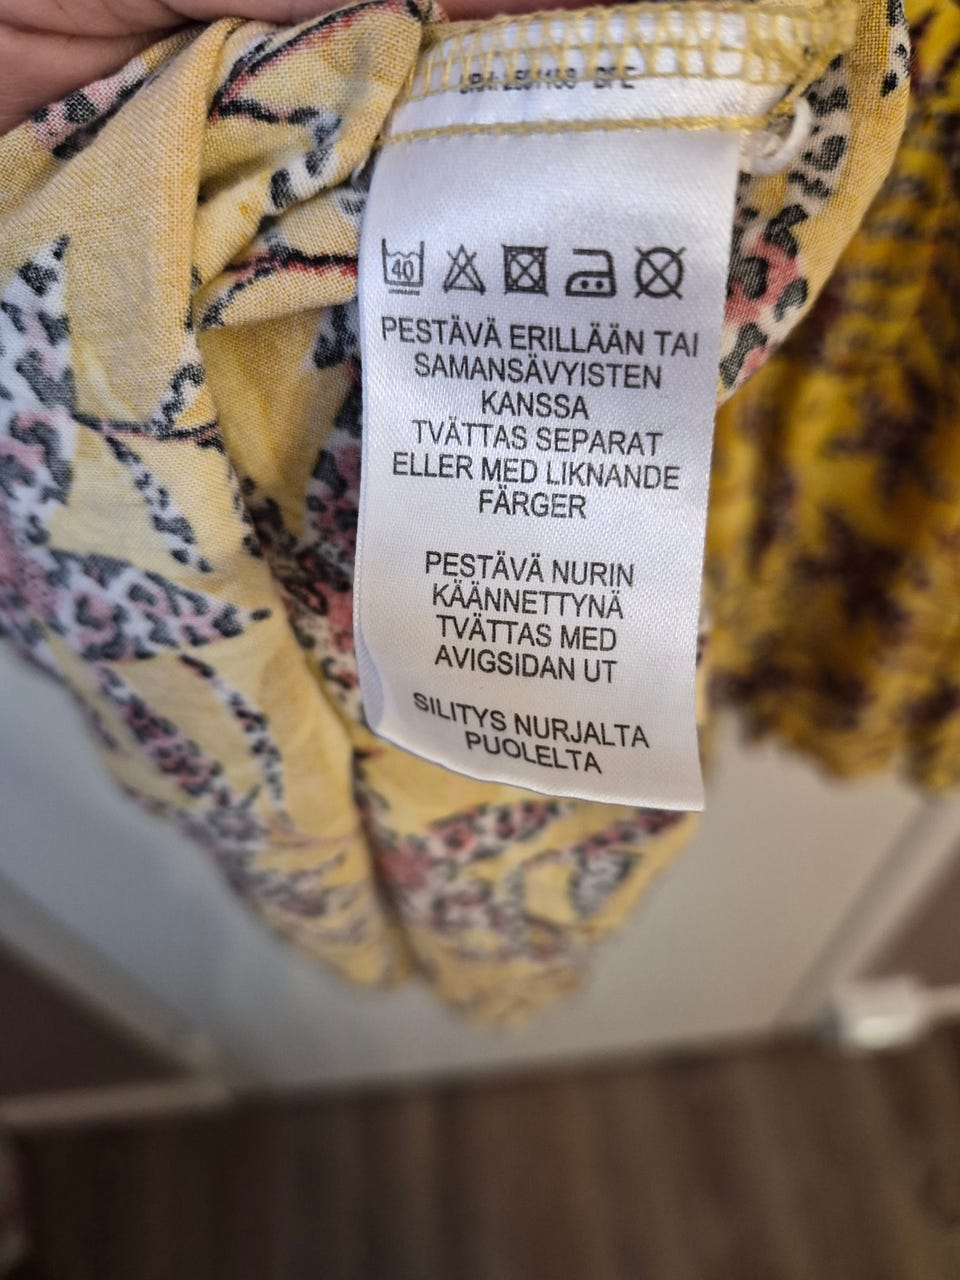 40
PESTÄVÄ ERILLÄÄN TAI
SAMANSÄVYISTEN
KANSSA
TVÄTTAS SEPARAT
ELLER MED LIKNANDE
FÄRGER
PESTÄVÄ NURIN
KÄÄNNETTYNÄ
TVÄTTAS MED
AVIGSIDAN UT
SILITYS NURJALTA
PUOLELTA